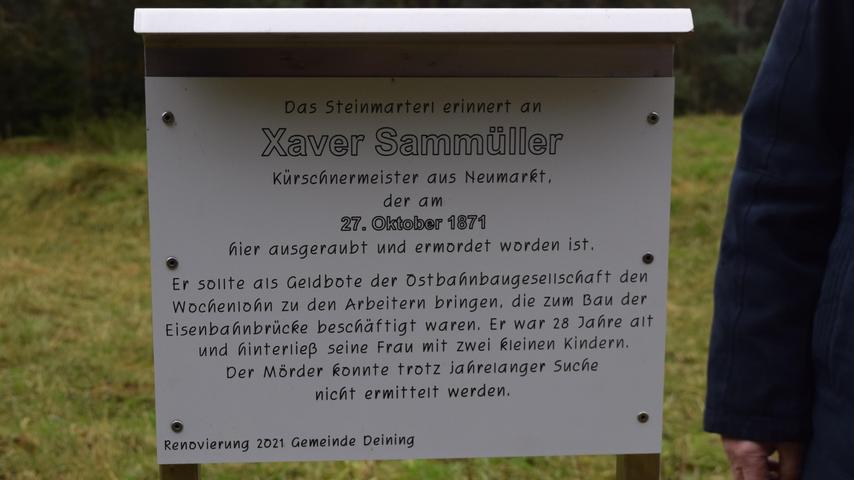 Das Steinmarterl erinnert an
Xaver Sammüller
Kürschnermeister aus Neumarkt,
der am
27. Oktober 1871
hier ausgeraubt und ermordet worden ist.
Er sollte als Geldbote der Ostbahnbaugesellschaft den
Wochenlohn zu den Arbeitern bringen, die zum Bau der
Eisenbahnbrücke beschäftigt waren. Er war 28 Jahre alt
und hinterließ seine Frau mit zwei kleinen Kindern.
Der Mörder konnte trotz jahrelanger Suche
nicht ermittelt werden.
Renovierung 2021 Gemeinde Deining